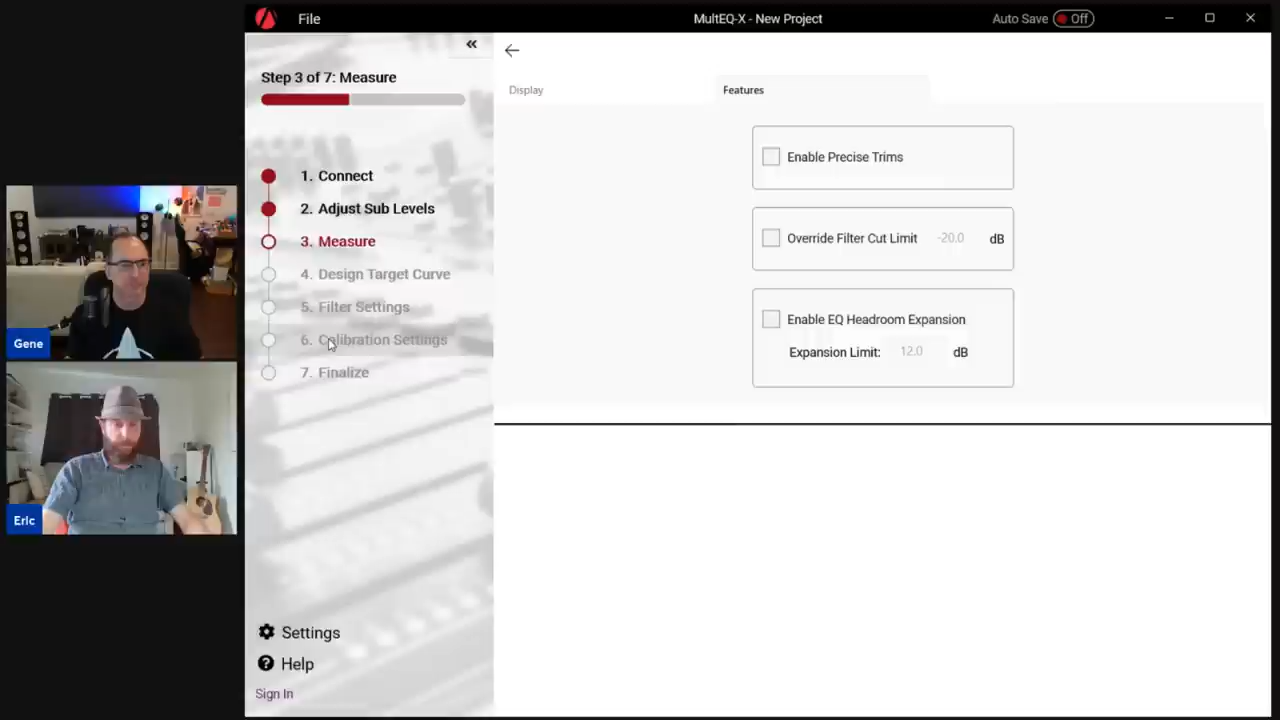 File
MultEQ-X - New Project
Auto Save
Off
«
Step 3 of 7: Measure
1. Connect
2. Adjust Sub Levels
3. Measure
4. Design Target Curve
5. Filter Settings
6. Calibration Settings
7. Finalize
Settings
Help
Sign In
Display
Features
Enable Precise Trims
Override Filter Cut Limit -20.0 dB
Enable EQ Headroom Expansion
Expansion Limit: 12.0 dB
Gene
Eric